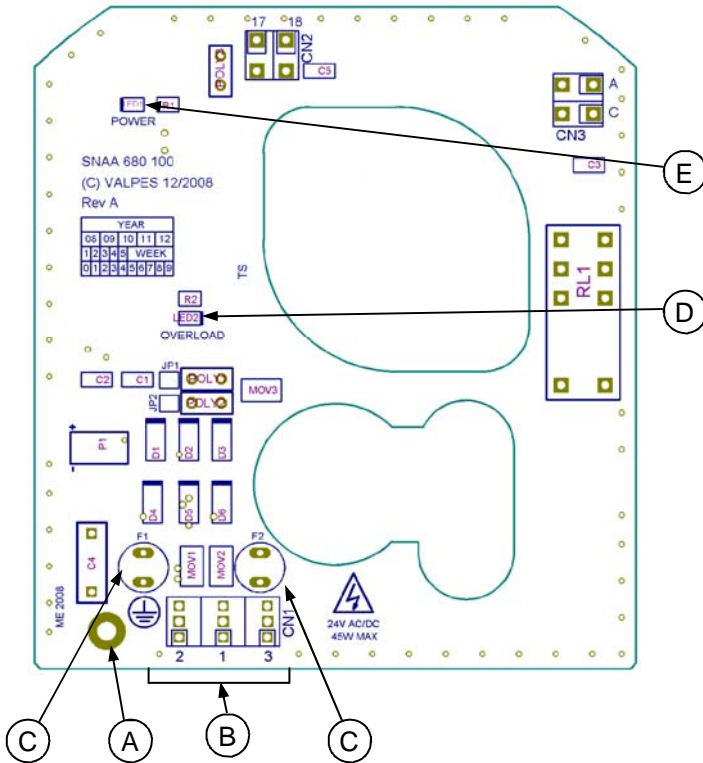 17 18
CN2
C5
LED1 R1
POWER
A
C
CN3
C3
E
SNAA 680 100
(C) VALPES 12/2008
Rev A
YEAR
08 09 10 11 12
1 2 3 4 5 WEEK
0 1 2 3 4 5 6 7 8 9
TS
RL1
R2
LED2
OVERLOAD
D
JP1
C2 C1
JP2
MOV3
P1
+
-
D1 D2 D3
D4 D5 D6
F1 F2
C4
MOV1 MOV2
ME 2008
CN1
24V AC/DC
45W MAX
2 1 3
C A B C